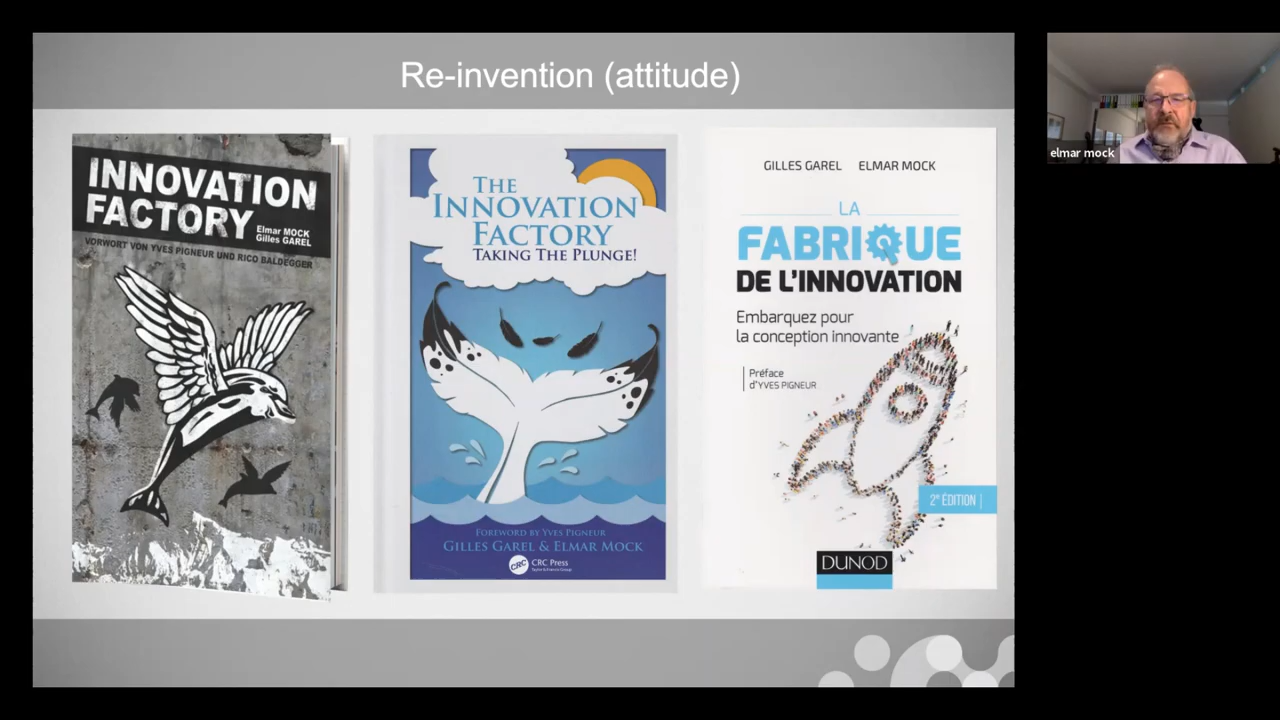 Re-invention (attitude)
INNOVATION
FACTORY
Elmar MOCK
Gilles GAREL
VORWORT VON YVES PIGNEUR UND RICO BALDEGGER
THE
INNOVATION
FACTORY
TAKING THE PLUNGE!
FOREWORD BY YVES PIGNEUR
GILLES GAREL & ELMAR MOCK
CRC
CRC Press
Taylor & Francis Group
GILLES GAREL ELMAR MOCK
LA
FABRIQUE
DE L'INNOVATION
Embarquez pour
la conception innovante
Préface
d'YVES PIGNEUR
2e ÉDITION
DUNOD
elmar mock